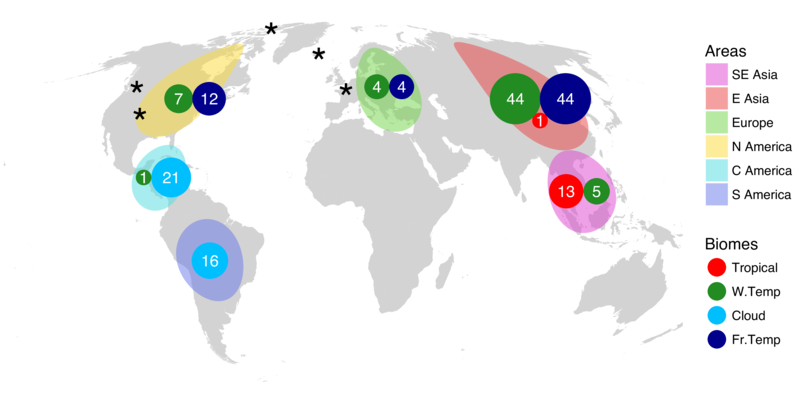 *
*
*
*
*
7
12
4
4
44
44
1
1
21
13
5
16
Areas
SE Asia
E Asia
Europe
N America
C America
S America
Biomes
Tropical
W.Temp
Cloud
Fr.Temp